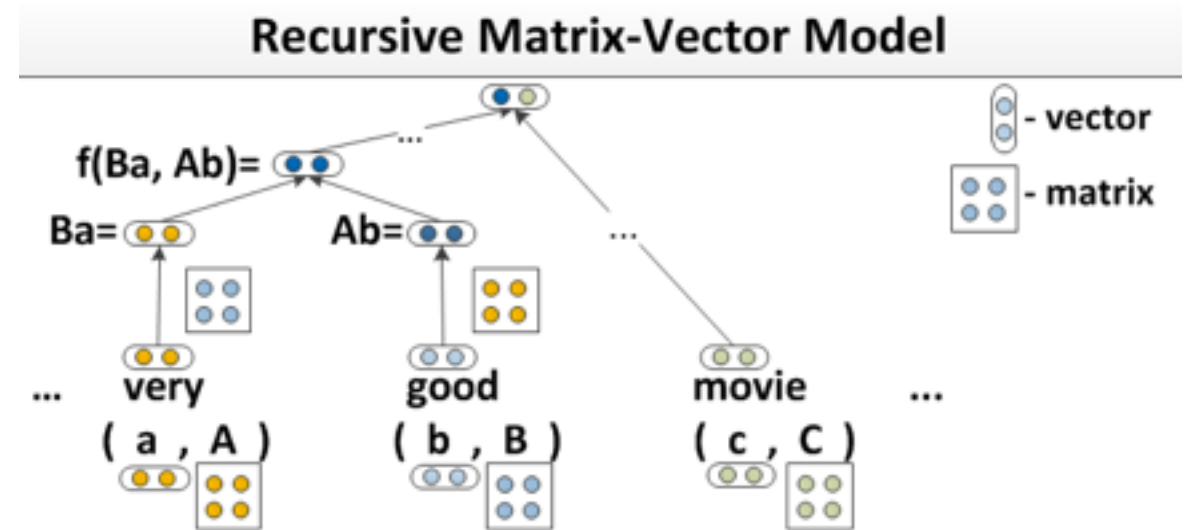 Recursive Matrix-Vector Model
- vector
...
f(Ba, Ab)=
- matrix
Ba=
Ab=
...
... very good movie ...
( a , A ) ( b , B ) ( c , C )